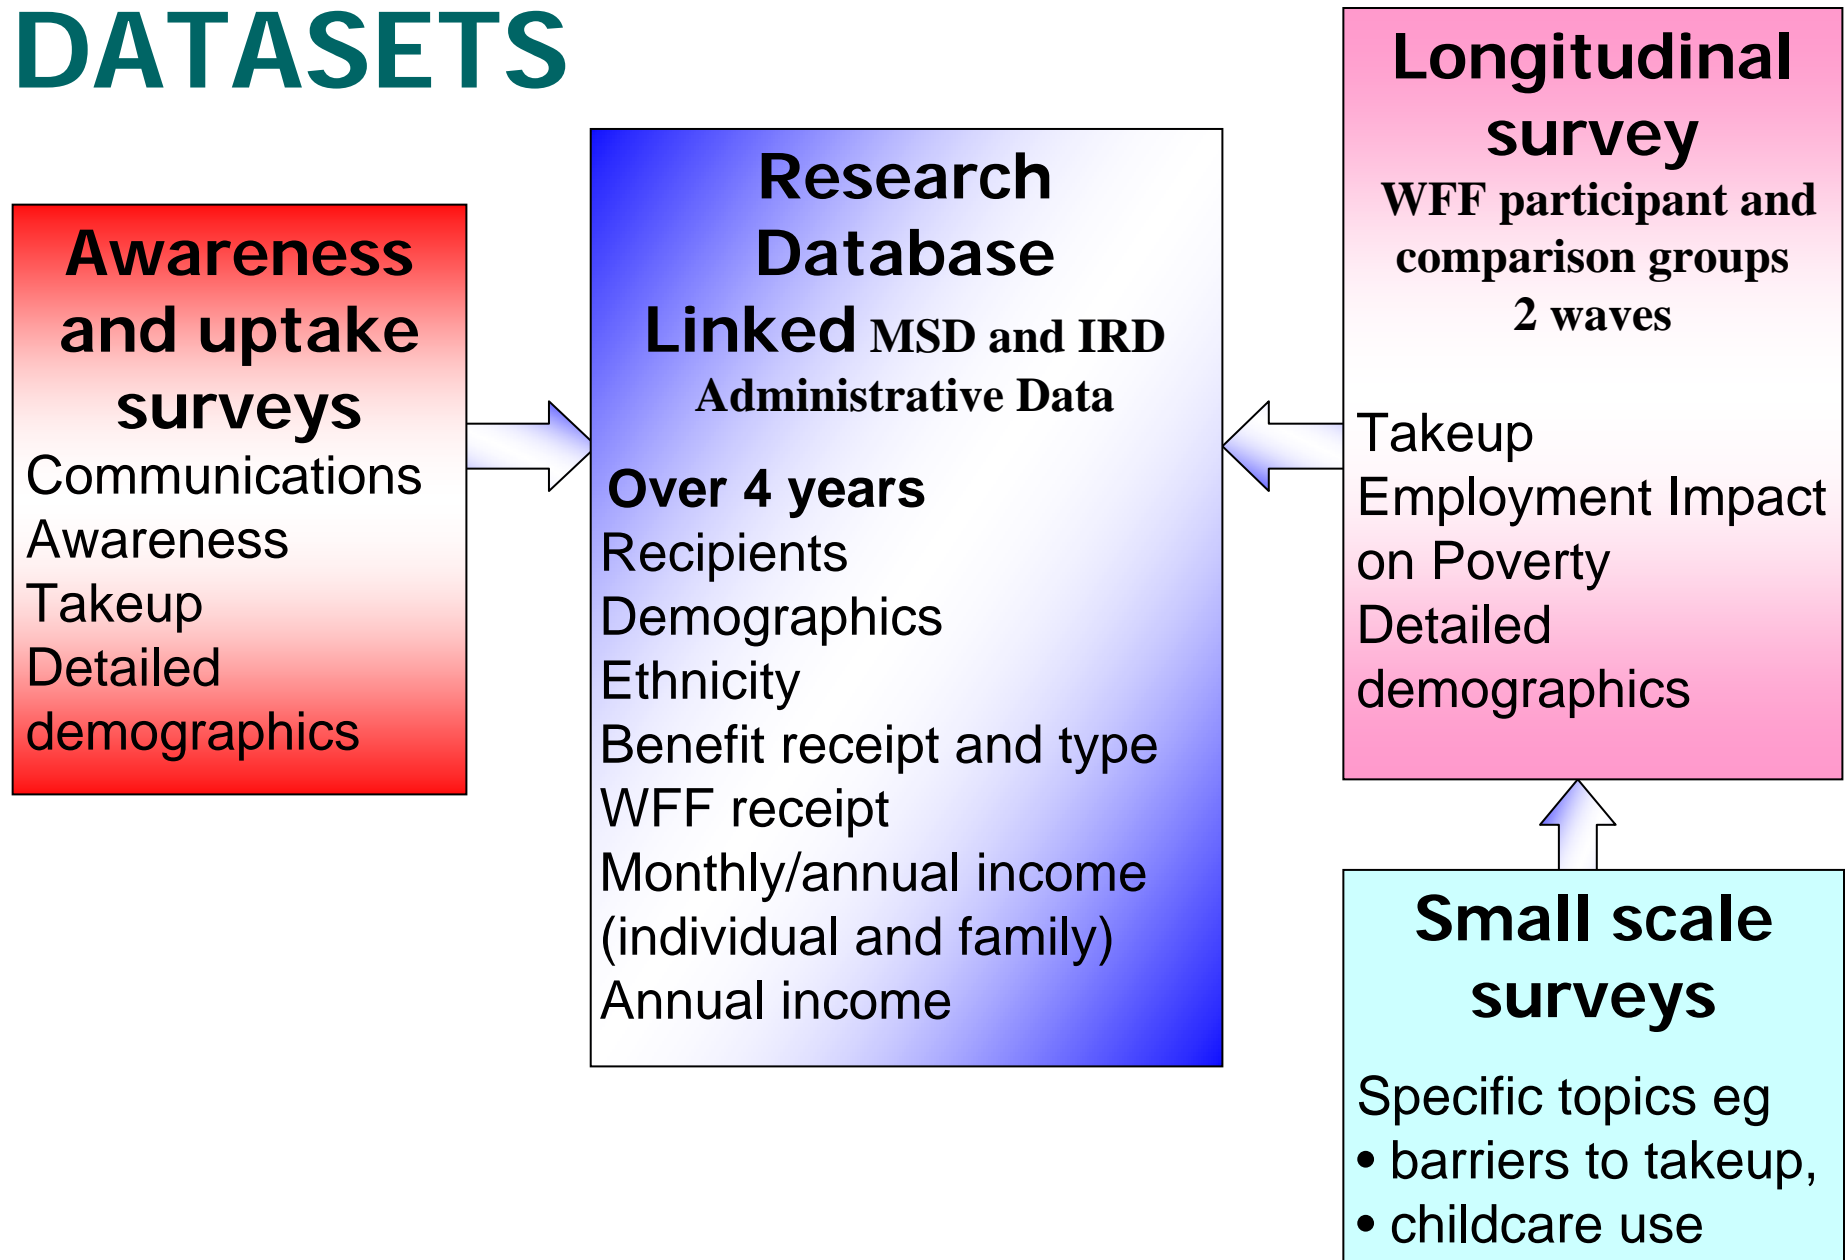 DATASETS
Awareness
and uptake
surveys
Communications
Awareness
Takeup
Detailed
demographics
Research
Database
Linked MSD and IRD
Administrative Data
Over 4 years
Recipients
Demographics
Ethnicity
Benefit receipt and type
WFF receipt
Monthly/annual income
(individual and family)
Annual income
Longitudinal
survey
WFF participant and
comparison groups
2 waves
Takeup
Employment Impact
on Poverty
Detailed
demographics
Small scale
surveys
Specific topics eg
• barriers to takeup,
• childcare use